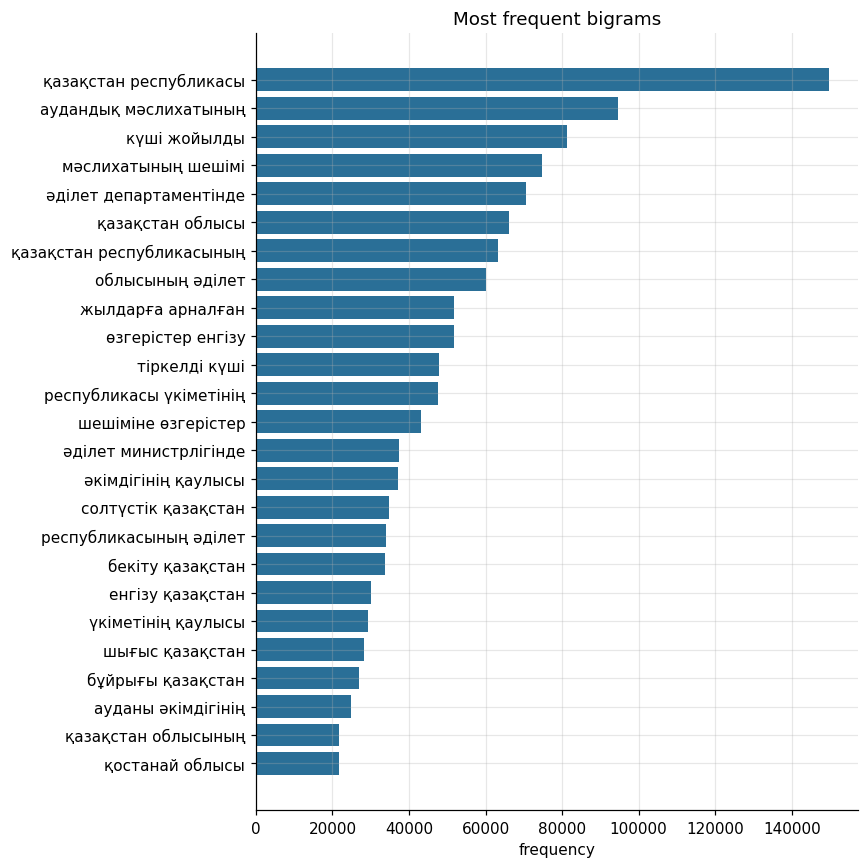 Most frequent bigrams
қазақстан республикасы
аудандық мәслихатының
күші жойылды
мәслихатының шешімі
әділет департаментінде
қазақстан облысы
қазақстан республикасының
облысының әділет
жылдарға арналған
өзгерістер енгізу
тіркелді күші
республикасы үкіметінің
шешіміне өзгерістер
әділет министрлігінде
әкімдігінің қаулысы
солтүстік қазақстан
республикасының әділет
бекіту қазақстан
енгізу қазақстан
үкіметінің қаулысы
шығыс қазақстан
бұйрығы қазақстан
ауданы әкімдігінің
қазақстан облысының
қостанай облысы
0 20000 40000 60000 80000 100000 120000 140000
frequency